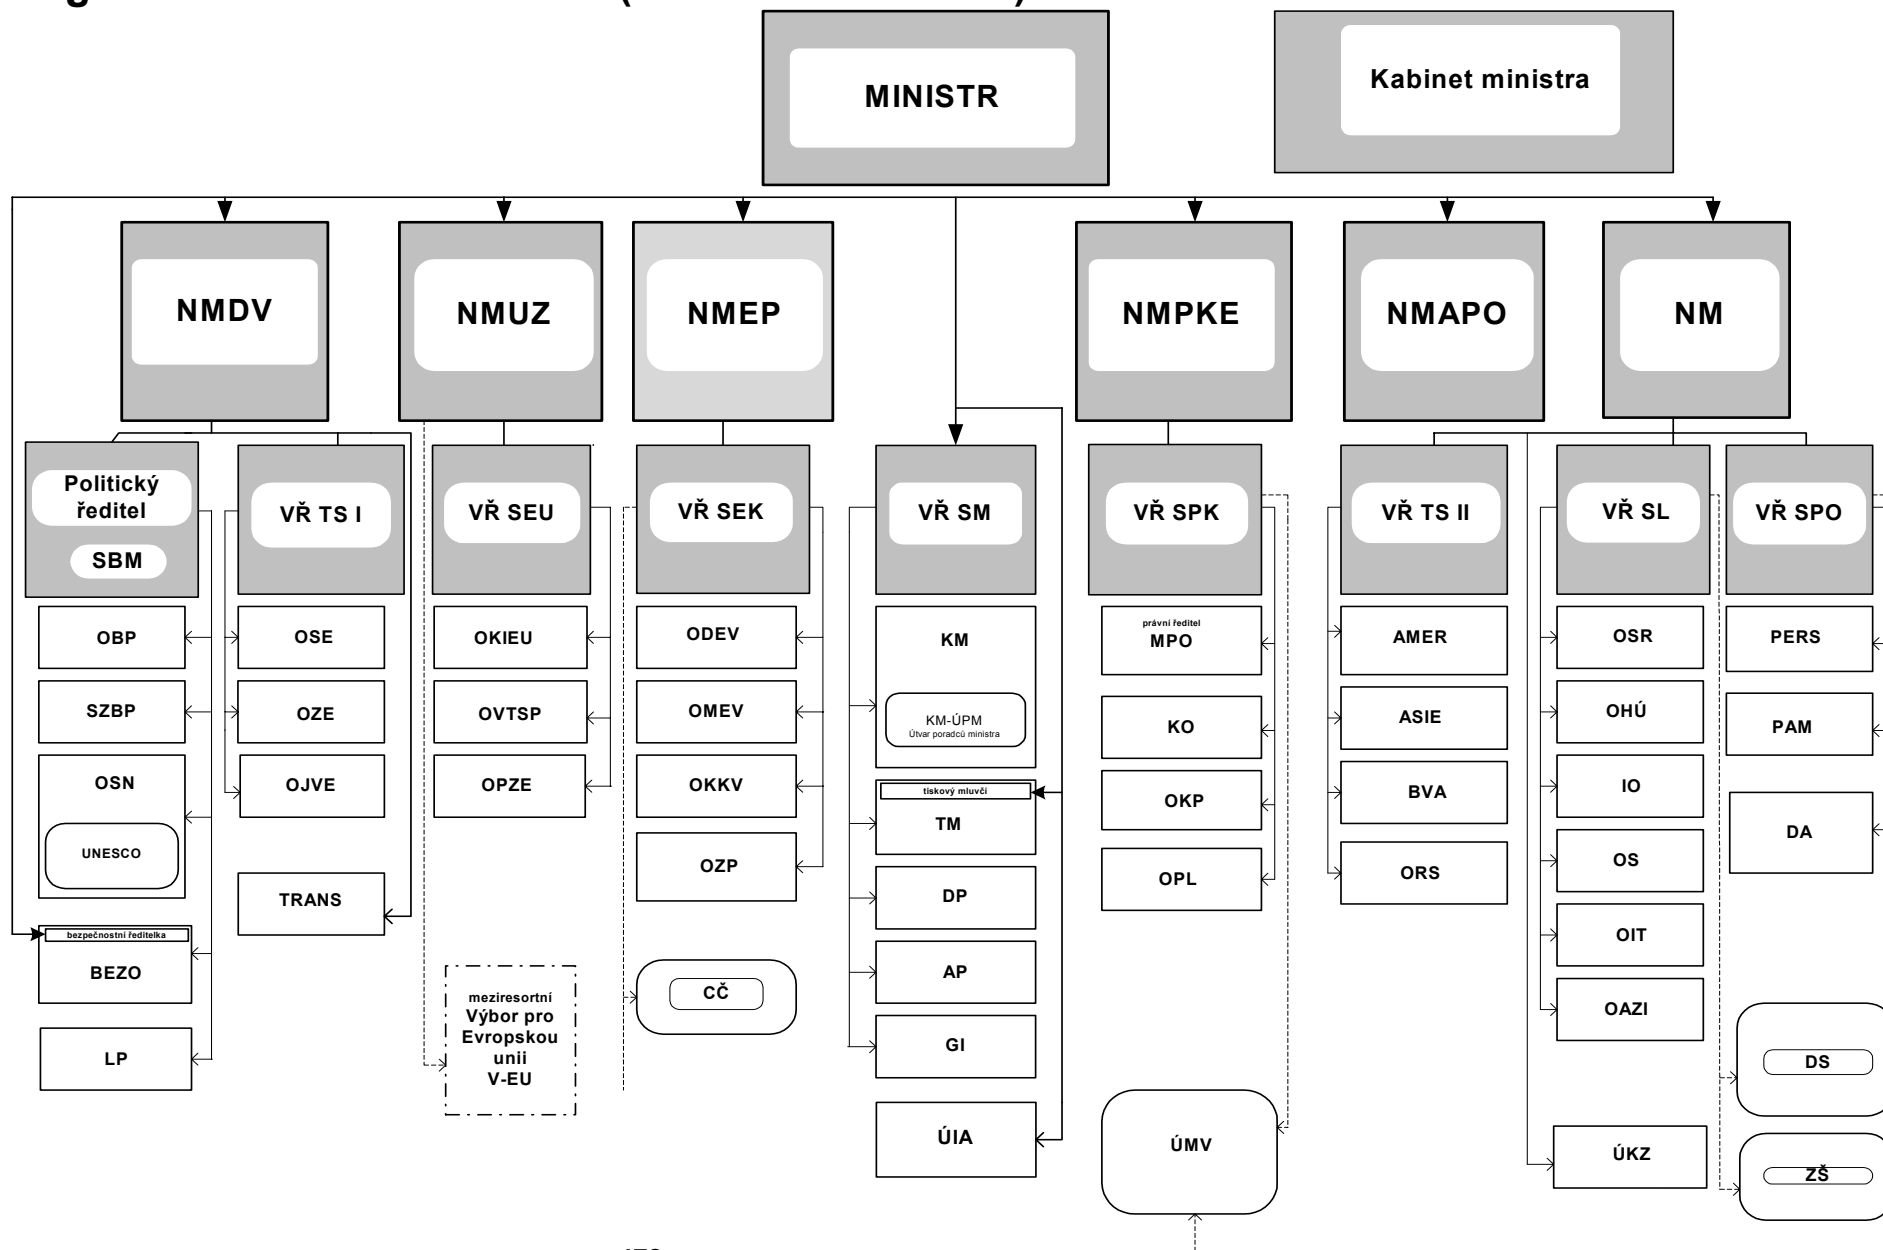 MINISTR
Kabinet ministra
NMDV
NMUZ
NMEP
NMPKE
NMAPO
NM
Politický
ředitel
SBM
VŘ TS I
VŘ SEU
VŘ SEK
VŘ SM
VŘ SPK
VŘ TS II
VŘ SL
VŘ SPO
OBP
SZBP
OSN
UNESCO
bezpečnostní ředitelka
BEZO
LP
OSE
OZE
OJVE
TRANS
OKIEU
OVTSP
OPZE
meziresortní
Výbor pro
Evropskou
unii
V-EU
ODEV
OMEV
OKKV
OZP
CČ
KM
KM-ÚPM
Útvar poradců ministra
tiskový mluvčí
TM
DP
AP
GI
ÚIA
právní ředitel
MPO
KO
OKP
OPL
ÚMV
AMER
ASIE
BVA
ORS
OSR
OHÚ
IO
OS
OIT
OAZI
ÚKZ
PERS
PAM
DA
DS
ZŠ